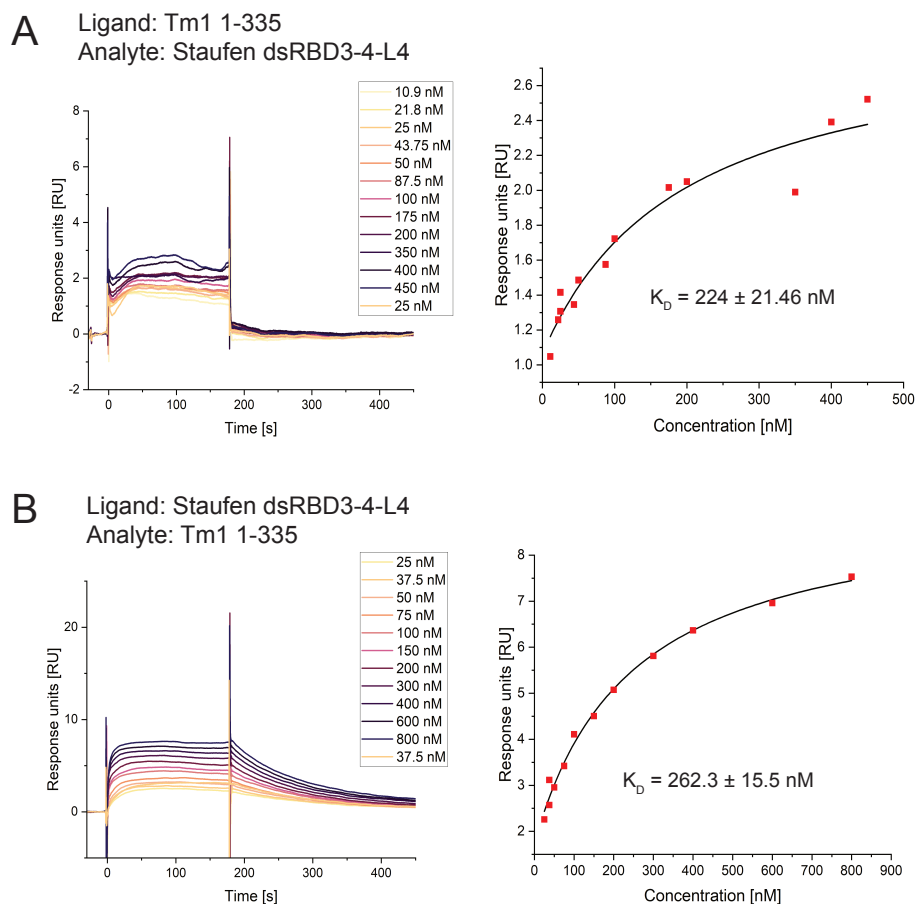 A
Ligand: Tm1 1-335
Analyte: Staufen dsRBD3-4-L4
10.9 nM
21.8 nM
25 nM
43.75 nM
50 nM
87.5 nM
100 nM
175 nM
200 nM
350 nM
400 nM
450 nM
25 nM
8
6
4
2
0
-2
Response units [RU]
0 100 200 300 400
Time [s]
2.6
2.4
2.2
2.0
1.8
1.6
1.4
1.2
1.0
Response units [RU]
K_D = 224 ± 21.46 nM
0 100 200 300 400 500
Concentration [nM]
B
Ligand: Staufen dsRBD3-4-L4
Analyte: Tm1 1-335
25 nM
37.5 nM
50 nM
75 nM
100 nM
150 nM
200 nM
300 nM
400 nM
600 nM
800 nM
37.5 nM
20
10
0
Response units [RU]
0 100 200 300 400
Time [s]
8
7
6
5
4
3
2
Response units [RU]
K_D = 262.3 ± 15.5 nM
0 100 200 300 400 500 600 700 800 900
Concentration [nM]